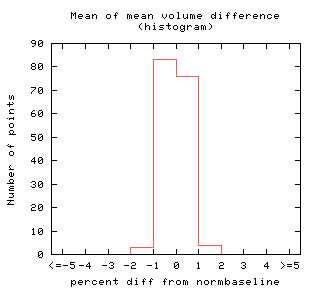 Mean of mean volume difference
(histogram)
90
80
70
60
50
40
30
20
10
0
Number of points
<=-5 -4 -3 -2 -1 0 1 2 3 4 >=5
percent diff from normbaseline